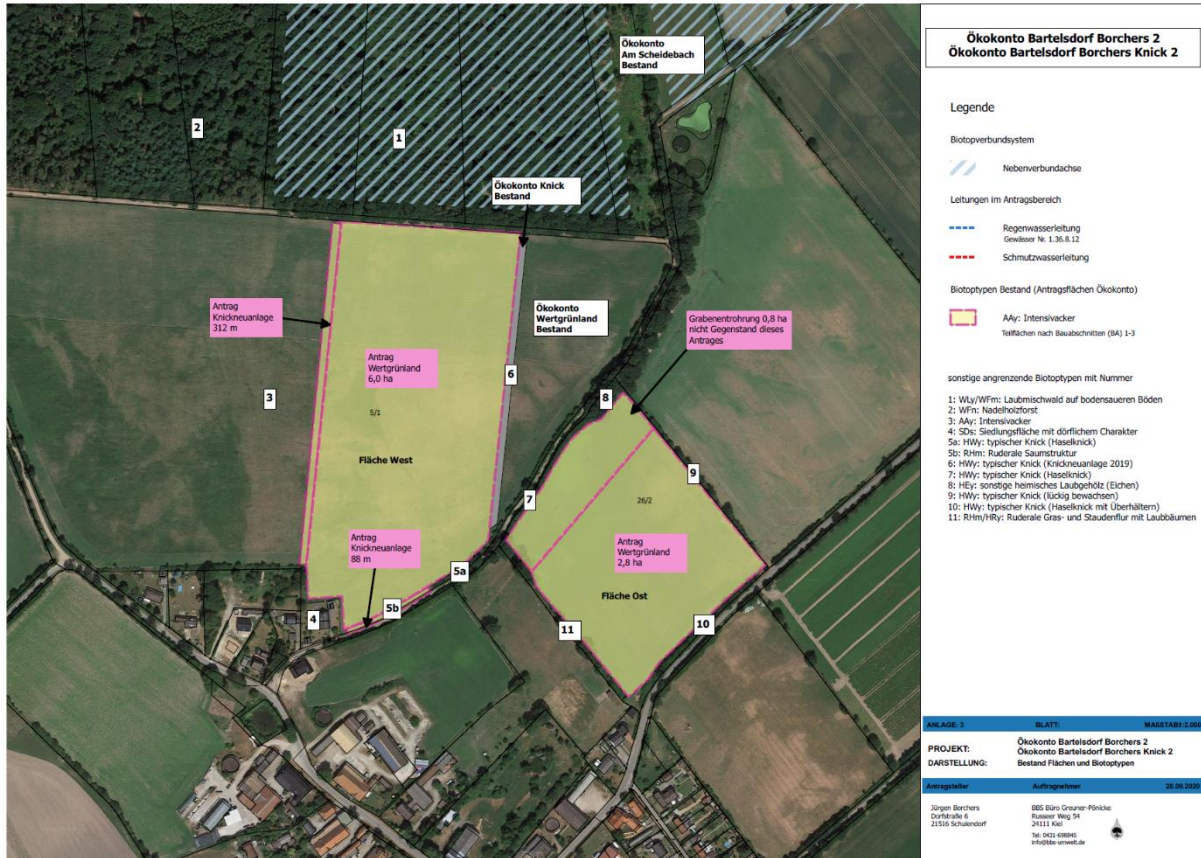 Ökokonto
Am Scheidebach
Bestand
2
1
Ökokonto Knick
Bestand
Antrag
Knickneuanlage
312 m
Ökokonto
Wertgrünland
Bestand
Grabenentrohrung 0,8 ha
nicht Gegenstand dieses
Antrages
Antrag
Wertgrünland
6,0 ha
6
3
8
5/1
Fläche West
9
7
26/2
Antrag
Knickneuanlage
88 m
Antrag
Wertgrünland
2,8 ha
5a
Fläche Ost
5b
4
11
10
Ökokonto Bartelsdorf Borchers 2
Ökokonto Bartelsdorf Borchers Knick 2
Legende
Biotopverbundsystem
Nebenverbundachse
Leitungen im Antragsbereich
Regenwasserleitung
Gewässer Nr. 1.36.8.12
Schmutzwasserleitung
Biotoptypen Bestand (Antragsflächen Ökokonto)
AAy: Intensivacker
Teilflächen nach Bauabschnitten (BA) 1-3
sonstige angrenzende Biotoptypen mit Nummer
1: WLy/WFm: Laubmischwald auf bodensaueren Böden
2: WFn: Nadelholzforst
3: AAy: Intensivacker
4: SDs: Siedlungsfläche mit dörflichem Charakter
5a: HWy: typischer Knick (Haselknick)
5b: RHm: Ruderale Saumstruktur
6: HWy: typischer Knick (Knickneuanlage 2019)
7: HWy: typischer Knick (Haselknick)
8: HEy: sonstige heimisches Laubgehölz (Eichen)
9: HWy: typischer Knick (lückig bewachsen)
10: HWy: typischer Knick (Haselknick mit Überhältern)
11: RHm/HRy: Ruderale Gras- und Staudenflur mit Laubbäumen
ANLAGE: 3 BLATT:
PROJEKT: Ökokonto Bartelsdorf Borchers 2
Ökokonto Bartelsdorf Borchers Knick 2
DARSTELLUNG: Bestand Flächen und Biotoptypen
Antragsteller Auftragnehmer 28.09.2020
Jürgen Borchers BBS Büro Greuner-Pönicke
Dorfstraße 6 Russeer Weg 54
21516 Schulendorf 24111 Kiel
Tel: 0431-698845
info@bbs-umwelt.de